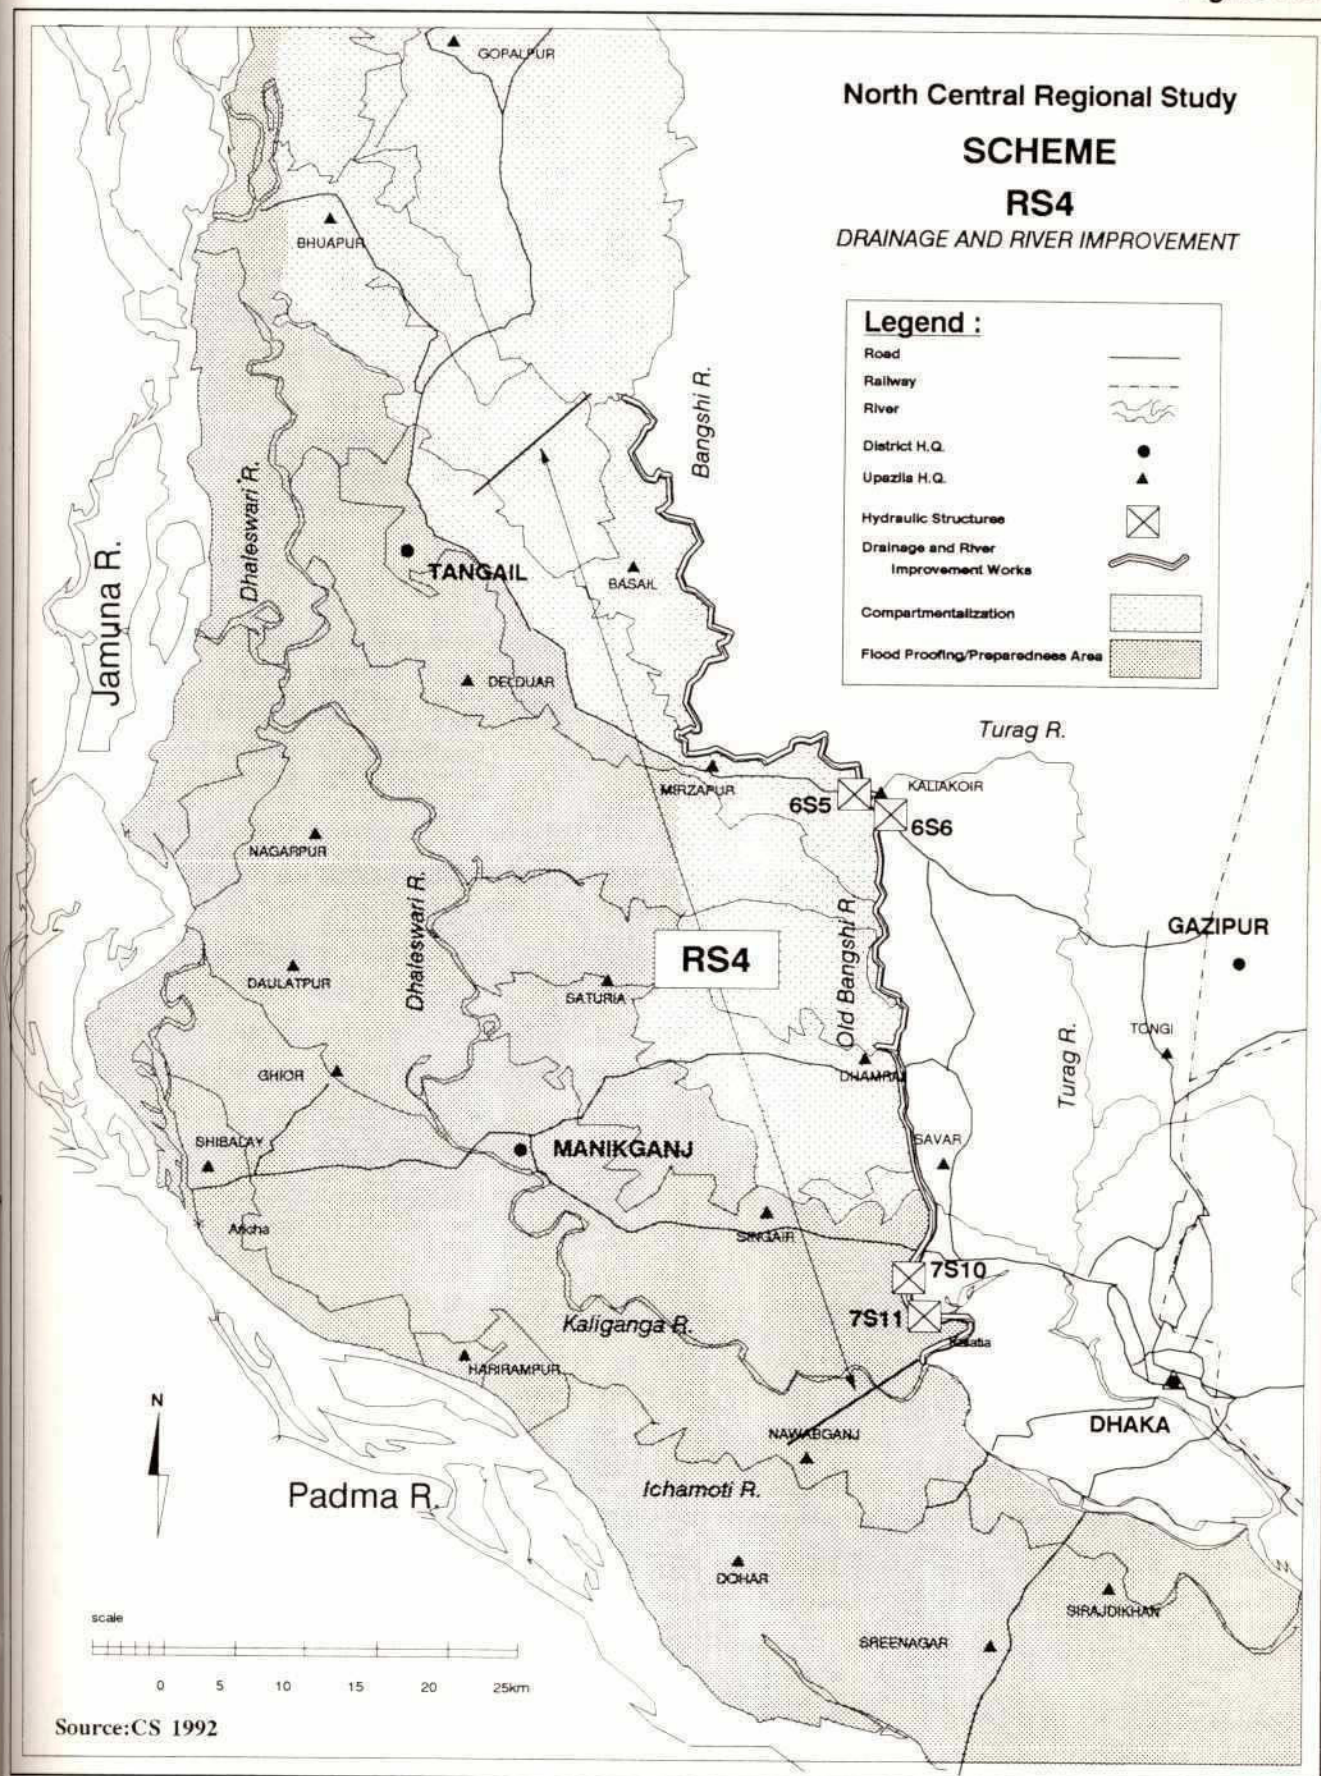 North Central Regional Study
SCHEME
RS4
DRAINAGE AND RIVER IMPROVEMENT
Legend :
Road
Railway
River
District H.Q.
Upazila H.Q.
Hydraulic Structures
Drainage and River
Improvement Works
Compartmentalization
Flood Proofing/Preparedness Area
GOPALPUR
BHUAPUR
Bangshi R.
Dhaleswari R.
Jamuna R.
TANGAIL
BASAIL
DELDUAR
Turag R.
MIRZAPUR
6S5
KALIAKOIR
6S6
NAGARPUR
Dhaleswari R.
Old Bangshi R.
GAZIPUR
RS4
DAULATPUR
SATURIA
Turag R.
TONGI
GHIOR
DHAMRAI
SHIBALAY
MANIKGANJ
SAVAR
Aricha
SINGAIR
7S10
7S11
Kaliganga R.
HARIRAMPUR
N
DHAKA
NAWABGANJ
Padma R.
Ichamoti R.
DOHAR
SIRAJDIKHAN
SREENAGAR
scale
0 5 10 15 20 25km
Source:CS 1992